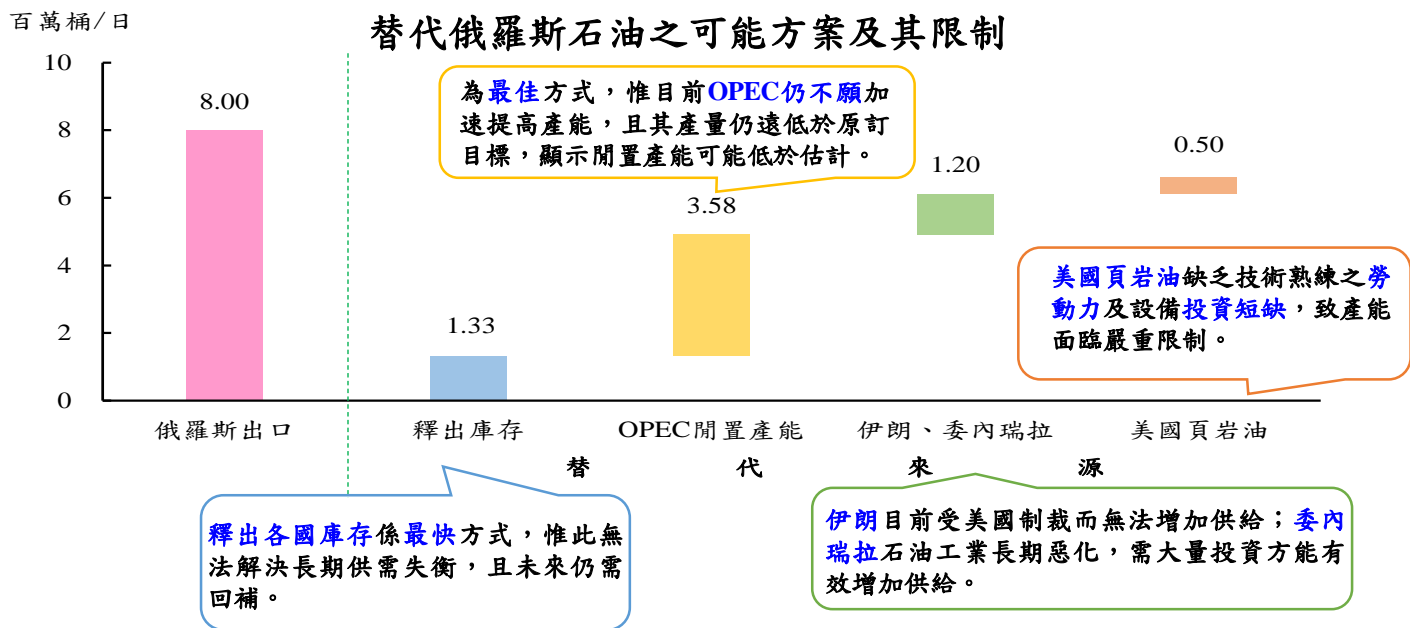 百萬桶/日
替代俄羅斯石油之可能方案及其限制
10
8
6
4
2
0
8.00
1.33
3.58
1.20
0.50
為最佳方式，惟目前OPEC仍不願加
速提高產能，且其產量仍遠低於原訂
目標，顯示閒置產能可能低於估計。
美國頁岩油缺乏技術熟練之勞
動力及設備投資短缺，致產能
面臨嚴重限制。
俄羅斯出口
釋出庫存
OPEC閒置產能
伊朗、委內瑞拉
美國頁岩油
替代來源
釋出各國庫存係最快方式，惟此無
法解決長期供需失衡，且未來仍需
回補。
伊朗目前受美國制裁而無法增加供給；委內
瑞拉石油工業長期惡化，需大量投資方能有
效增加供給。